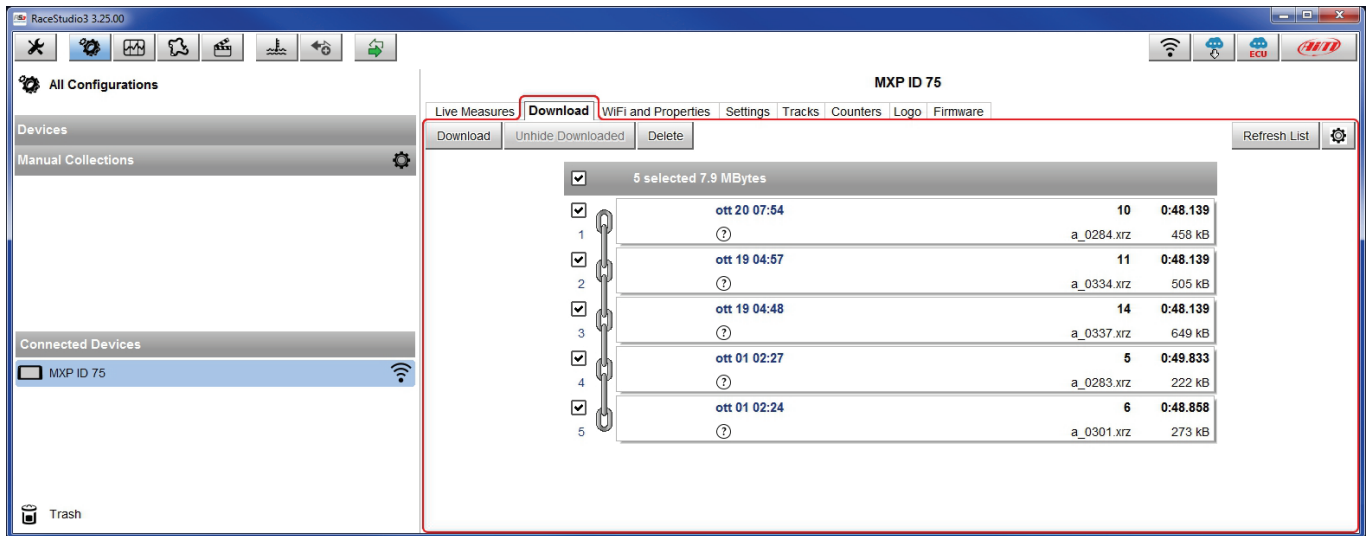 RaceStudio3 3.25.00
ECU
AiM
All Configurations
MXP ID 75
Live Measures Download WiFi and Properties Settings Tracks Counters Logo Firmware
Devices
Download Unhide Downloaded Delete Refresh List
Manual Collections
5 selected 7.9 MBytes
ott 20 07:54 10 0:48.139
1 ? a_0284.xrz 458 kB
ott 19 04:57 11 0:48.139
2 ? a_0334.xrz 505 kB
ott 19 04:48 14 0:48.139
3 ? a_0337.xrz 649 kB
Connected Devices
ott 01 02:27 5 0:49.833
MXP ID 75
4 ? a_0283.xrz 222 kB
ott 01 02:24 6 0:48.858
5 ? a_0301.xrz 273 kB
Trash